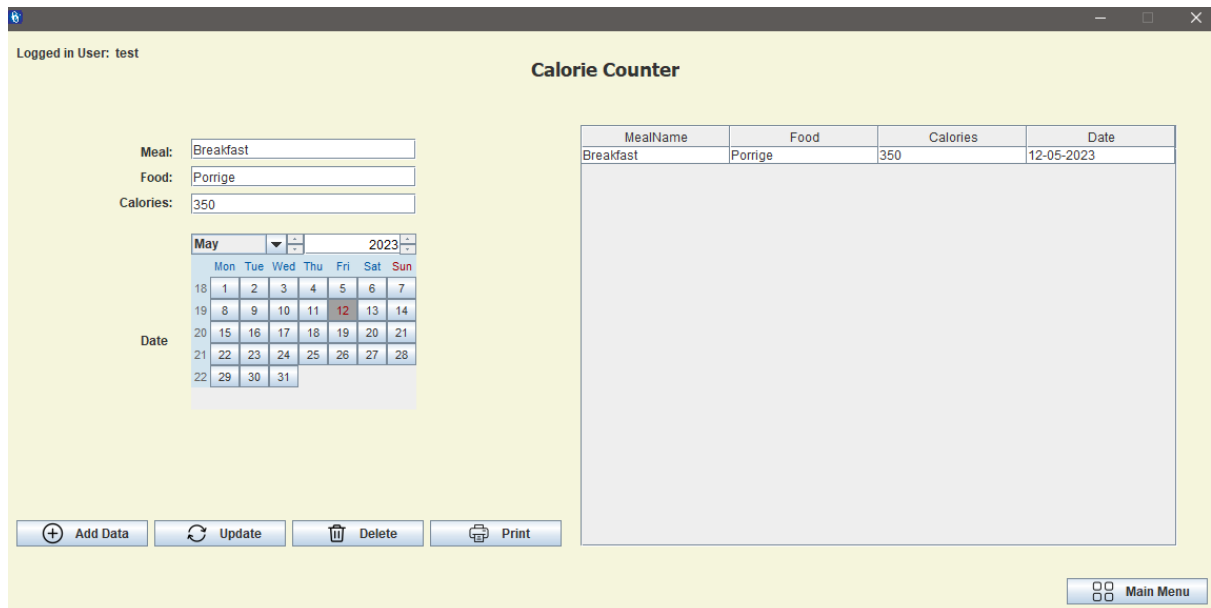 Logged in User: test
Calorie Counter
Meal: Breakfast
Food: Porrige
Calories: 350
May 2023
Mon Tue Wed Thu Fri Sat Sun
18 1 2 3 4 5 6 7
19 8 9 10 11 12 13 14
20 15 16 17 18 19 20 21
21 22 23 24 25 26 27 28
22 29 30 31
Date
MealName Food Calories Date
Breakfast Porrige 350 12-05-2023
Add Data Update Delete Print
Main Menu